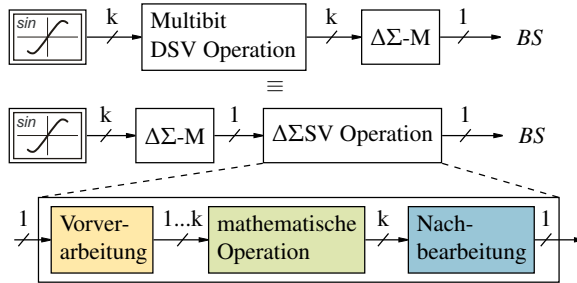 sin k Multibit DSV Operation k ΔΣ-M 1 BS
≡
sin k ΔΣ-M 1 ΔΣSV Operation 1 BS
1 Vorver-
arbeitung 1...k mathematische
Operation k Nach-
bearbeitung 1